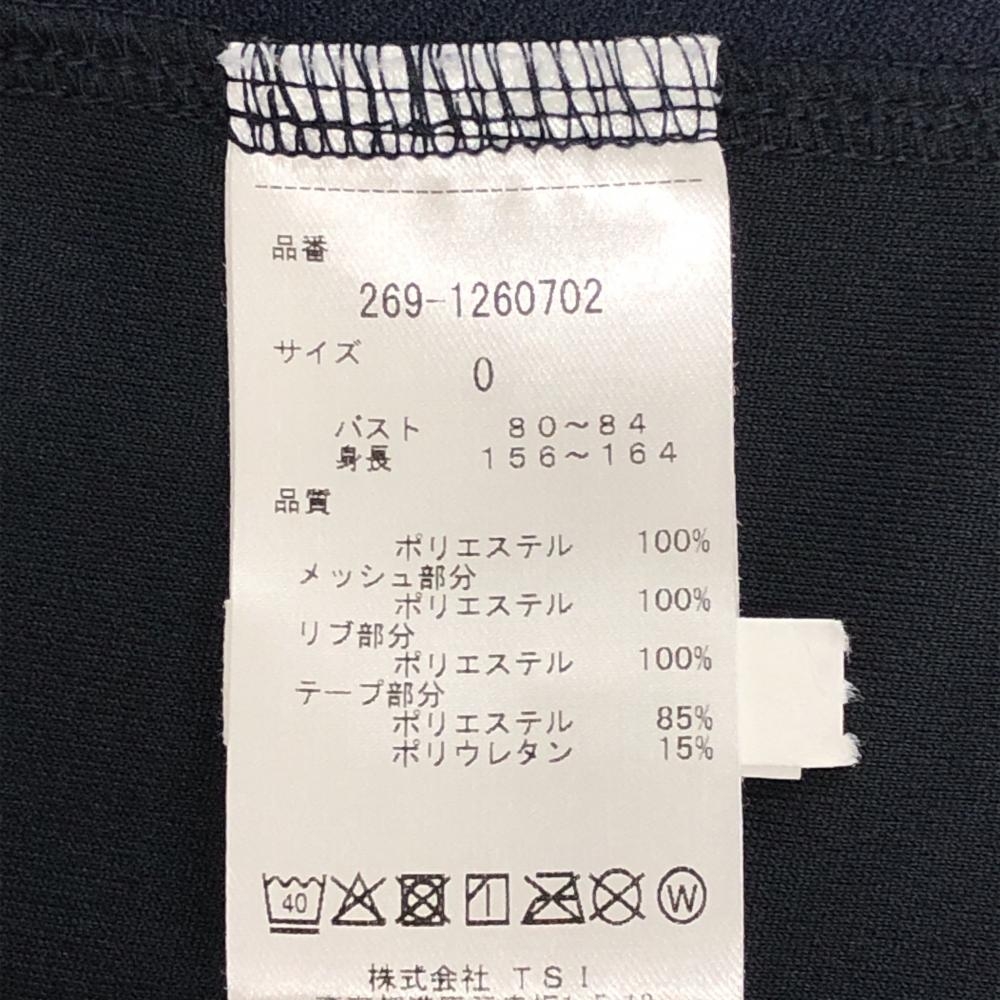 品番
269-1260702
サイズ
0
バスト 80～84
身長 156～164
品質
ポリエステル 100%
メッシュ部分
ポリエステル 100%
リブ部分
ポリエステル 100%
テープ部分
ポリエステル 85%
ポリウレタン 15%
40 W
株式会社 TSI